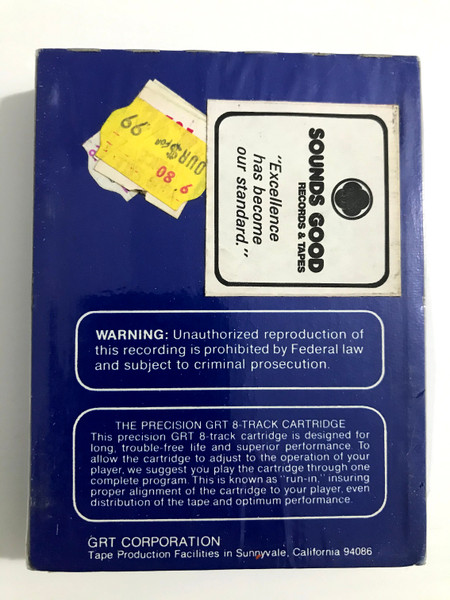 SOUNDS GOOD
RECORDS & TAPES
"Excellence
has become
our standard."
OUR
99
9.80
WARNING: Unauthorized reproduction of
this recording is prohibited by Federal law
and subject to criminal prosecution.
THE PRECISION GRT 8-TRACK CARTRIDGE
This precision GRT 8-track cartridge is designed for
long, trouble-free life and superior performance. To
allow the cartridge to adjust to the operation of your
player, we suggest you play the cartridge through one
complete program. This is known as "run-in," insuring
proper alignment of the cartridge to your player, even
distribution of the tape and optimum performance.
GRT CORPORATION
Tape Production Facilities in Sunnyvale, California 94086